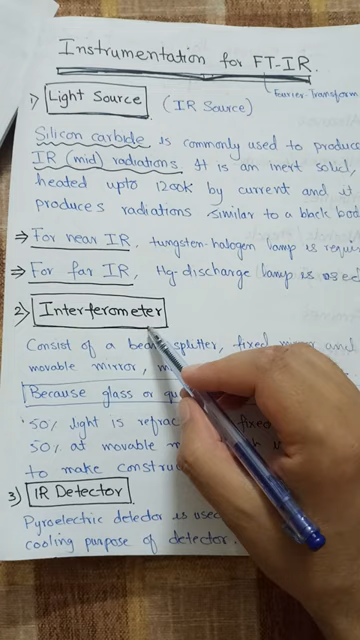 Instrumentation for FT-IR.
Fourier-Transform
1) Light Source (IR Source)
Silicon carbide is commonly used to produce
IR (mid) radiations. It is an inert solid,
heated upto 1200k by current and it
produces radiations similar to a black bod
⇒ For near IR, tungsten-halogen lamp is requir
⇒ For far IR, Hg-discharge lamp is used
2) Interferometer
Consist of a beam splitter, fixed mirror and
movable mirror,
Because glass or
50% light is refrac fixed
50% at movable
to make construc
3) IR Detector
Pyroelectric detector is used
cooling purpose of detector.